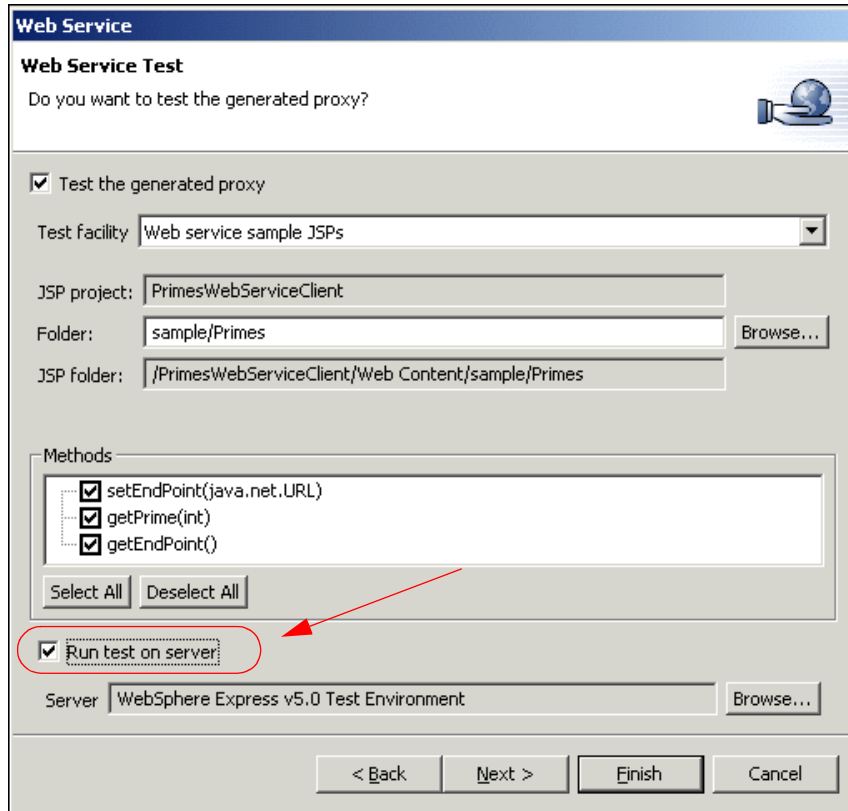 Web Service
Web Service Test
Do you want to test the generated proxy?
Test the generated proxy
Test facility Web service sample JSPs
JSP project: PrimesWebServiceClient
Folder: sample/Primes Browse...
JSP folder: /PrimesWebServiceClient/Web Content/sample/Primes
Methods
setEndPoint(java.net.URL)
getPrime(int)
getEndPoint()
Select All Deselect All
Run test on server
Server WebSphere Express v5.0 Test Environment Browse...
< Back Next > Finish Cancel